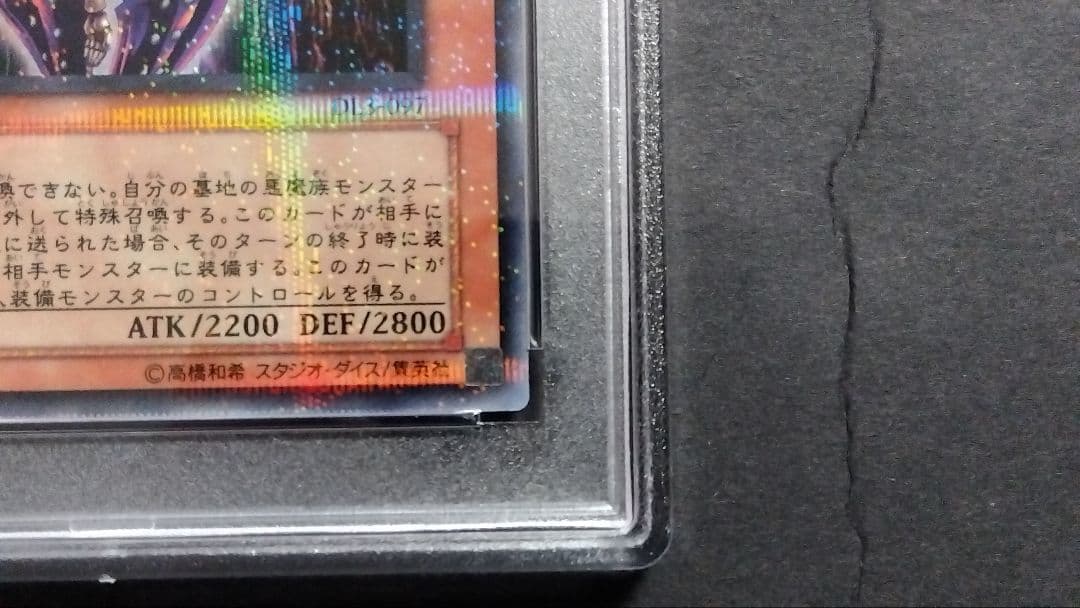 DL3-097
喚できない。自分の墓地の悪魔族モンスター
外して特殊召喚する。このカードが相手に
に送られた場合、そのターンの終了時に装
相手モンスターに装備する。このカードが
、装備モンスターのコントロールを得る。
ATK/2200 DEF/2800
©高橋和希 スタジオ・ダイス/集英社